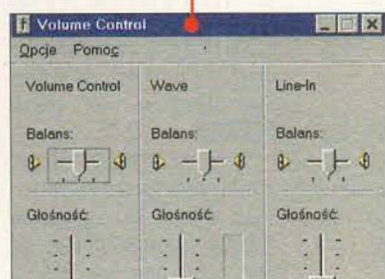 Volume Control
Opcje Pomoc
Volume Control Wave Line-In
Balans: Balans: Balans:
Głośność: Głośność: Głośność: